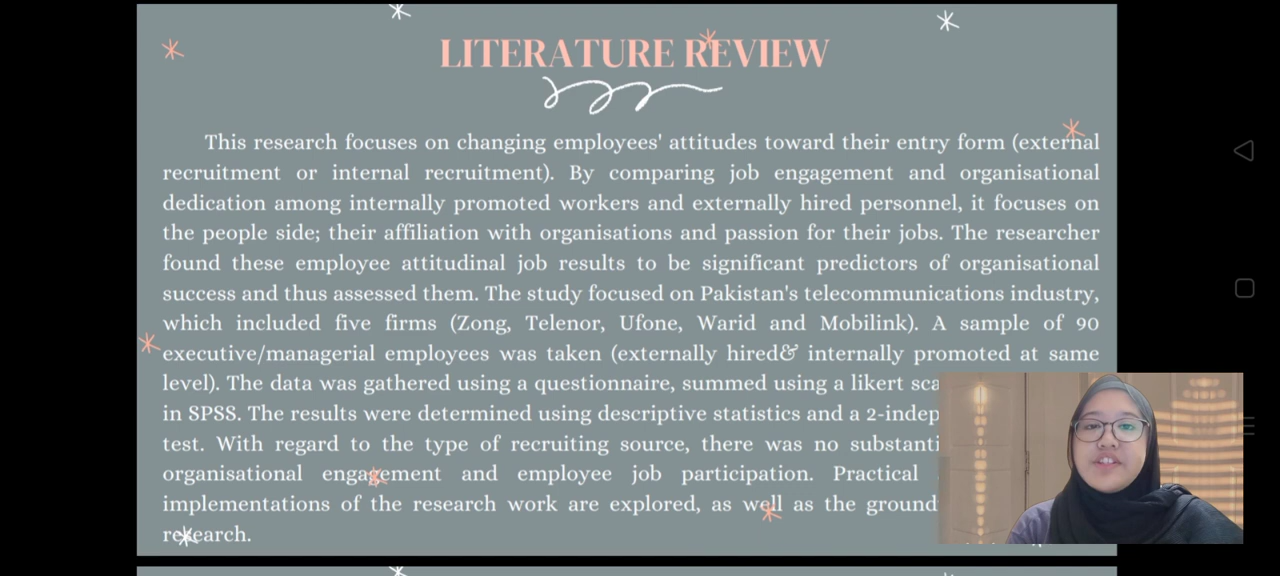 LITERATURE REVIEW
This research focuses on changing employees' attitudes toward their entry form (external
recruitment or internal recruitment). By comparing job engagement and organisational
dedication among internally promoted workers and externally hired personnel, it focuses on
the people side; their affiliation with organisations and passion for their jobs. The researcher
found these employee attitudinal job results to be significant predictors of organisational
success and thus assessed them. The study focused on Pakistan's telecommunications industry,
which included five firms (Zong, Telenor, Ufone, Warid and Mobilink). A sample of 90
executive/managerial employees was taken (externally hired& internally promoted at same
level). The data was gathered using a questionnaire, summed using a likert
in SPSS. The results were determined using descriptive statistics and a
test. With regard to the type of recruiting source, there was no
organisational engagement and employee job participation. Practical
implementations of the research work are explored, as well as the
research.